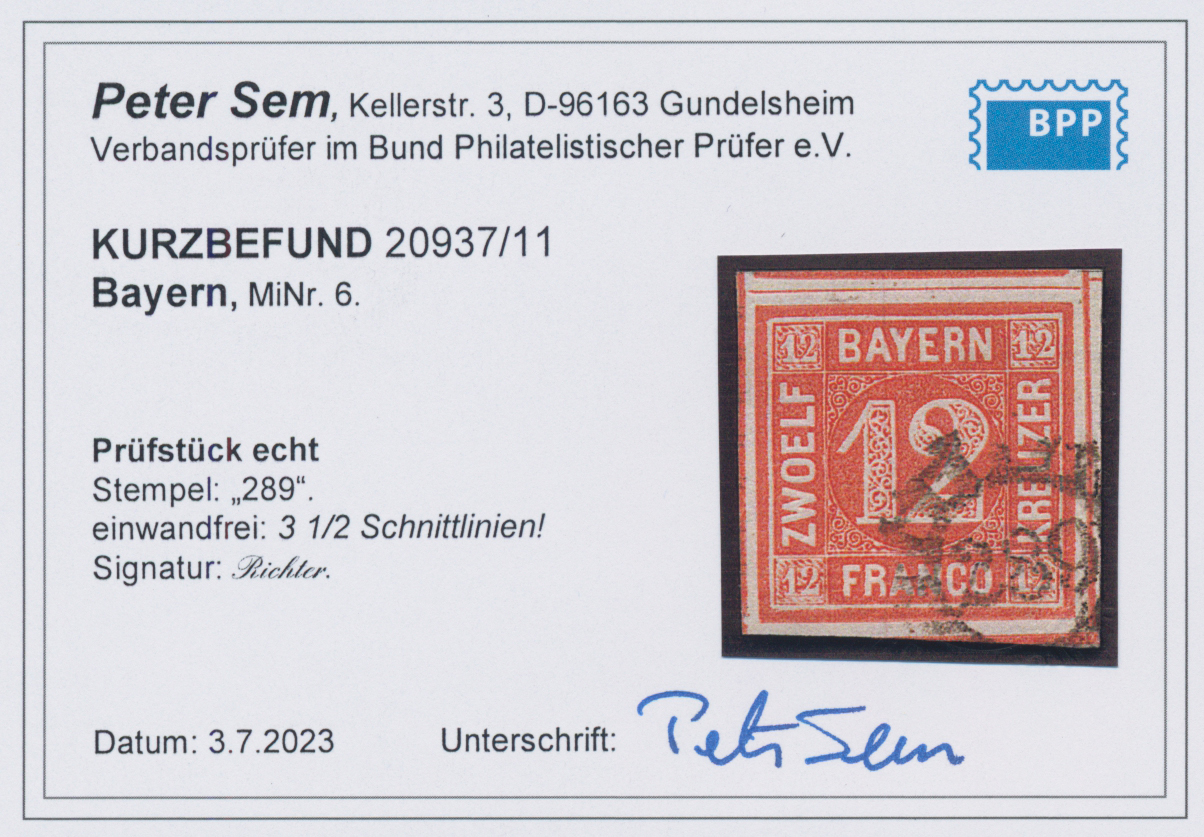 Peter Sem, Kellerstr. 3, D-96163 Gundelsheim
Verbandsprüfer im Bund Philatelistischer Prüfer e.V.
BPP
KURZBEFUND 20937/11
Bayern, MiNr. 6.
12 BAYERN 12
ZWOELF
12
KREUZER
12 FRANCO 12
289
Prüfstück echt
Stempel: „289“.
einwandfrei: 3 1/2 Schnittlinien!
Signatur: Richter.
Datum: 3.7.2023
Unterschrift: Peter Sem